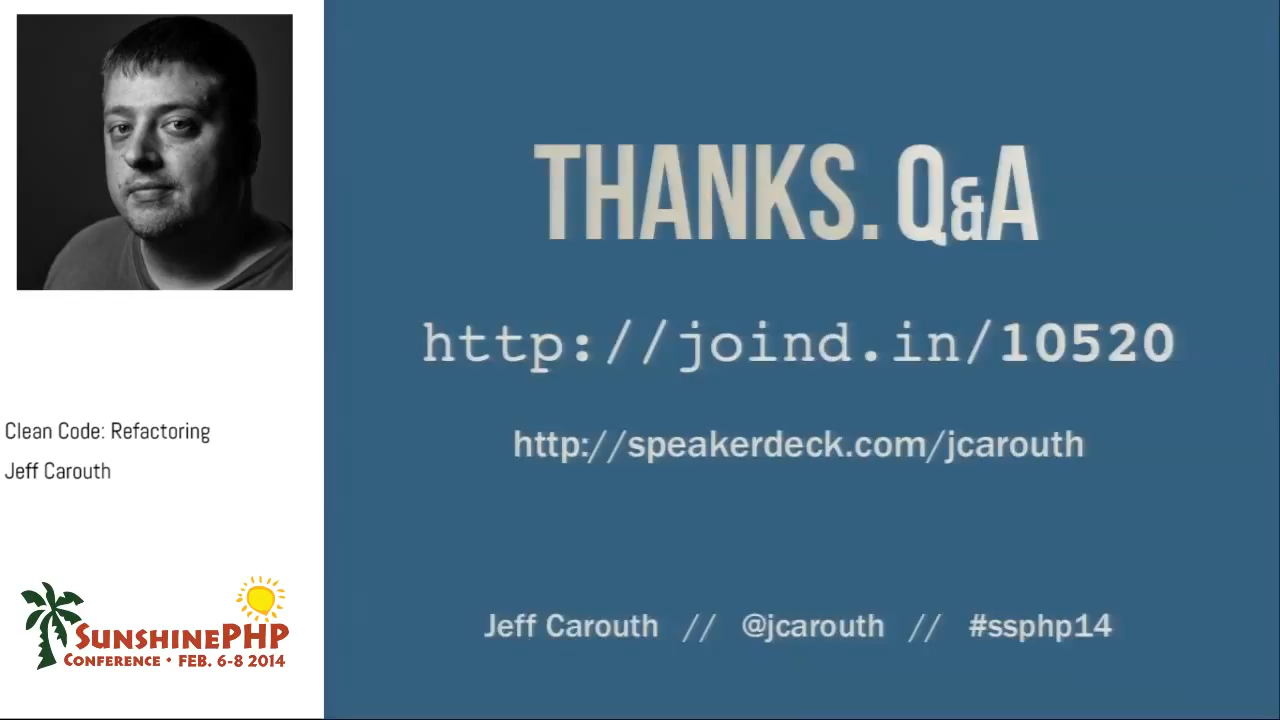 Clean Code: Refactoring
Jeff Carouth
SUNSHINEPHP
CONFERENCE • FEB. 6-8 2014
THANKS. Q&A
http://joind.in/10520
http://speakerdeck.com/jcarouth
Jeff Carouth // @jcarouth // #ssphp14